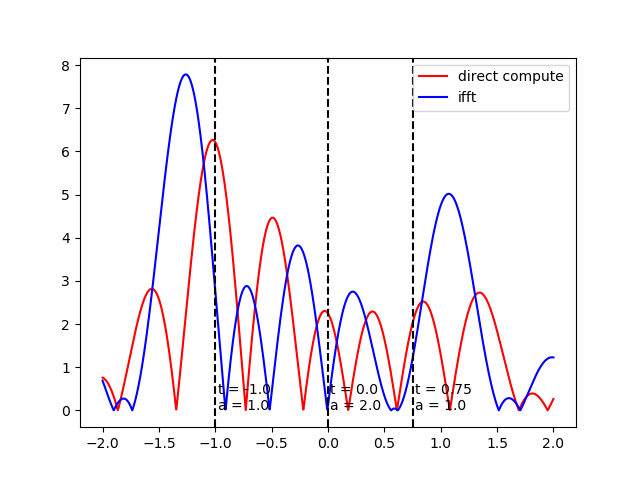 direct compute
ifft
8
7
6
5
4
3
2
1
0
t = -1.0
a = 1.0
t = 0.0
a = 2.0
t = 0.75
a = 1.0
−2.0 −1.5 −1.0 −0.5 0.0 0.5 1.0 1.5 2.0